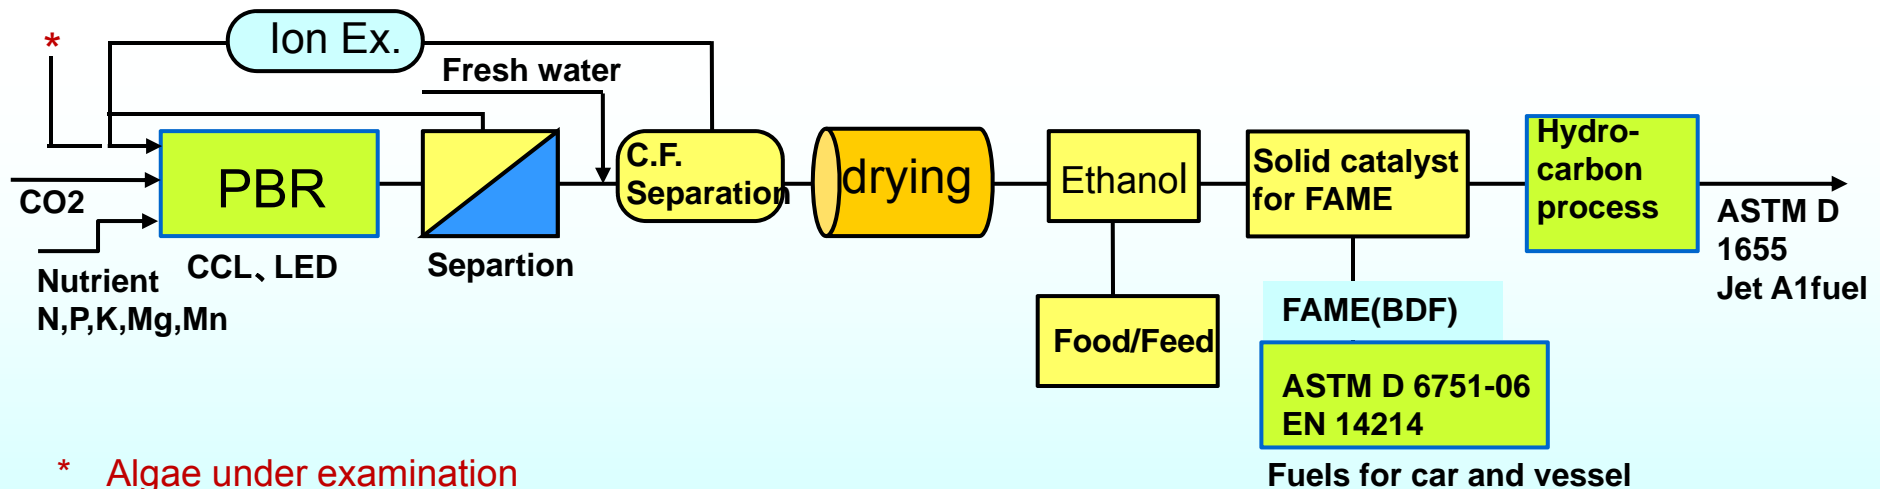 *
Ion Ex.
Fresh water
CO2
PBR
C.F.
Separation
drying
Ethanol
Solid catalyst
for FAME
Hydro-
carbon
process
Nutrient
N,P,K,Mg,Mn
CCL、LED
Separtion
ASTM D
1655
Jet A1fuel
Food/Feed
FAME(BDF)
ASTM D 6751-06
EN 14214
Fuels for car and vessel
* Algae under examination